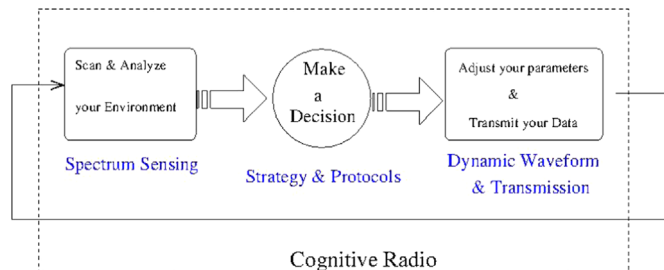 Scan & Analyze
your Environment
Spectrum Sensing
Make
a
Decision
Strategy & Protocols
Adjust your parameters
&
Transmit your Data
Dynamic Waveform
& Transmission
Cognitive Radio